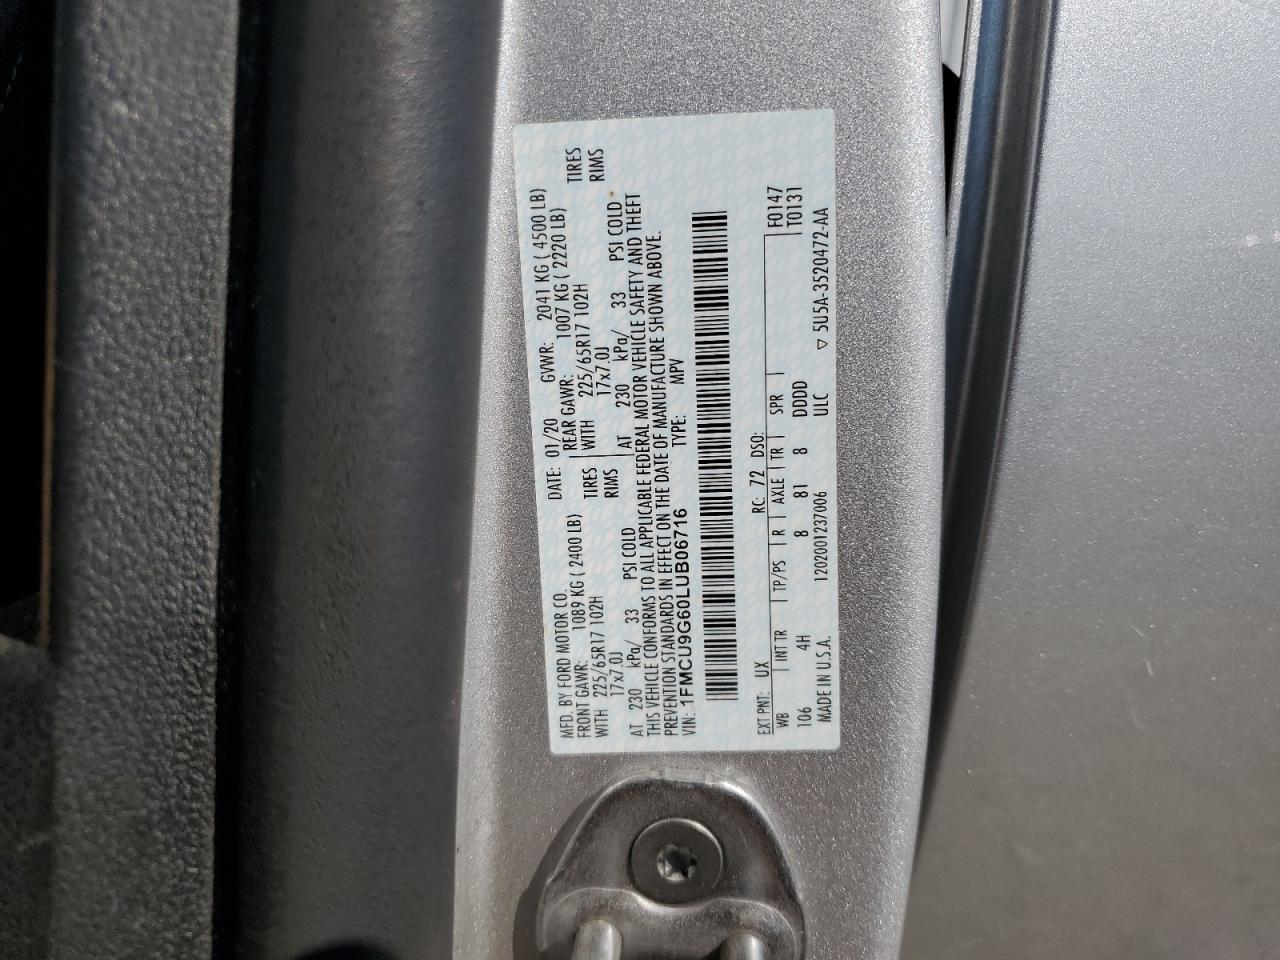 MFD. BY FORD MOTOR CO. DATE: 01/20 GVWR: 2041 KG ( 4500 LB)
FRONT GAWR: 1089 KG ( 2400 LB) REAR GAWR: 1007 KG ( 2220 LB)
WITH 225/65R17 102H TIRES WITH 225/65R17 102H TIRES
17x7.0J RIMS 17x7.0J RIMS
AT 230 kPa/ 33 PSI COLD AT 230 kPa/ 33 PSI COLD
THIS VEHICLE CONFORMS TO ALL APPLICABLE FEDERAL MOTOR VEHICLE SAFETY AND THEFT
PREVENTION STANDARDS IN EFFECT ON THE DATE OF MANUFACTURE SHOWN ABOVE.
VIN: 1FMCU9G60LUB06716 TYPE: MPV
F0147
T0131
EXT PNT: UX RC: 72 DSO:
WB INT TR TP/PS R AXLE TR SPR
106 4H 8 81 8 DDDD
MADE IN U.S.A. 1202001237006 ULC ▽ 5U5A-3520472-AA